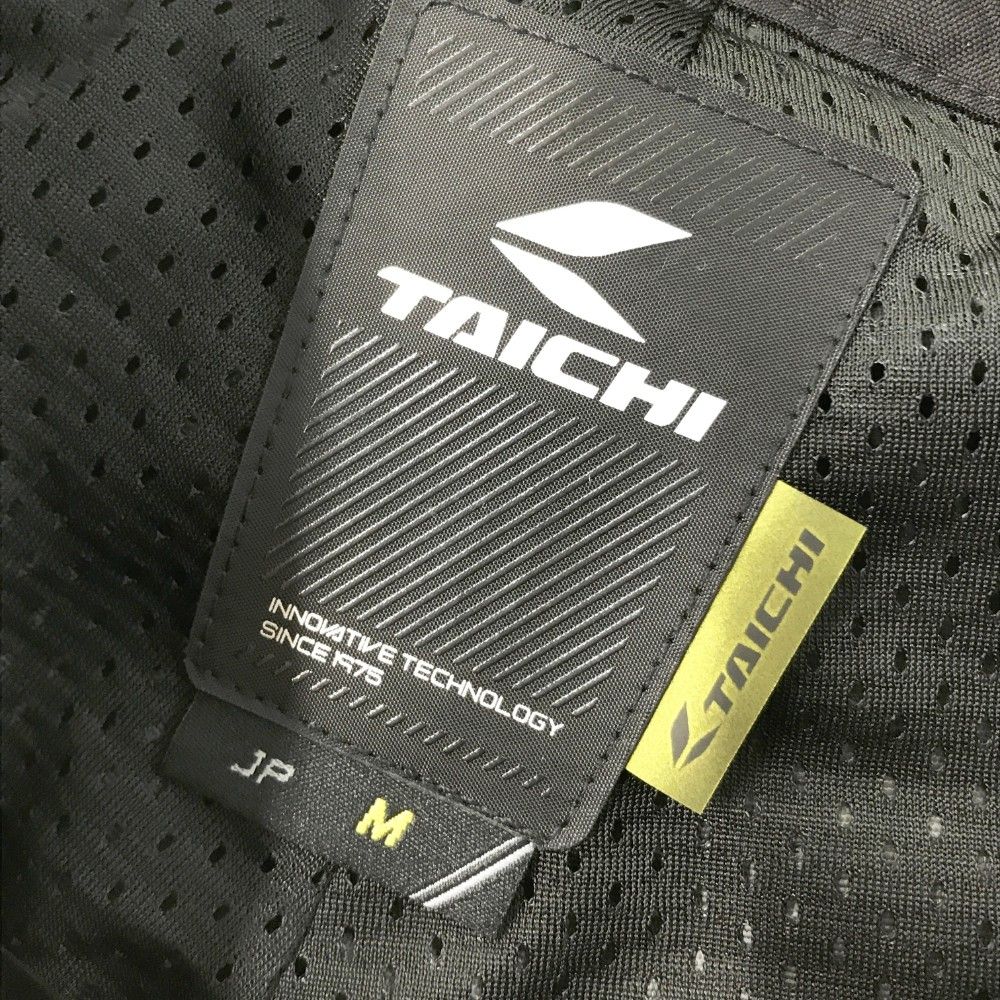 TAICHI
INNOVATIVE TECHNOLOGY
SINCE 1975
TAICHI
JP M